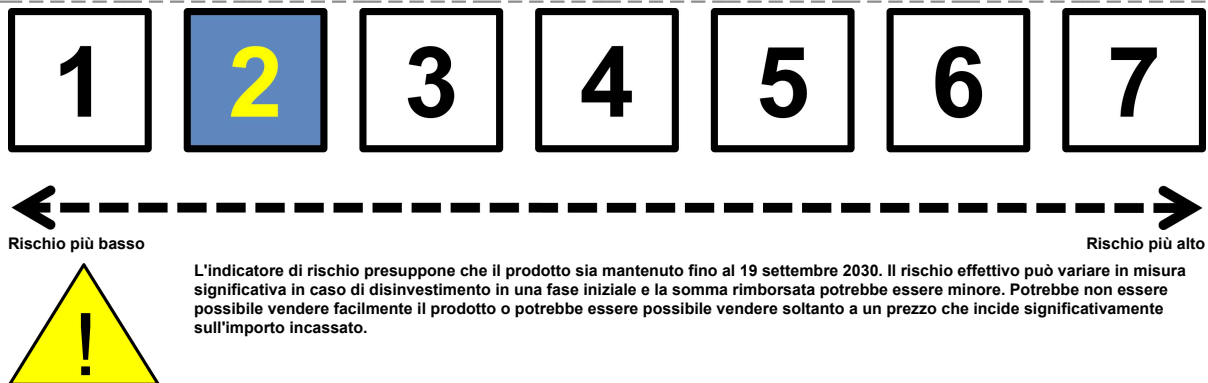 1 2 3 4 5 6 7
Rischio più basso Rischio più alto
L'indicatore di rischio presuppone che il prodotto sia mantenuto fino al 19 settembre 2030. Il rischio effettivo può variare in misura
significativa in caso di disinvestimento in una fase iniziale e la somma rimborsata potrebbe essere minore. Potrebbe non essere
possibile vendere facilmente il prodotto o potrebbe essere possibile vendere soltanto a un prezzo che incide significativamente
sull'importo incassato.
!